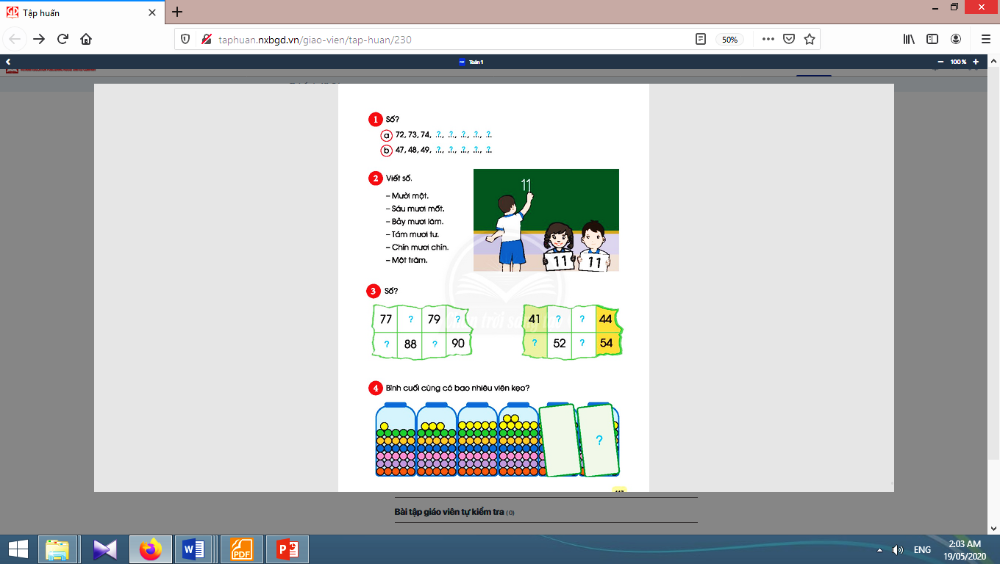 Tập huấn
taphuan.nxbgd.vn/giao-vien/tap-huan/230
50%
Toán 1
100 %
1 Số?
a 72, 73, 74, ..?.., ..?.., ..?.., ..?.., ..?..
b 47, 48, 49, ..?.., ..?.., ..?.., ..?.., ..?..
2 Viết số.
– Mười một.
– Sáu mươi mốt.
– Bảy mươi lăm.
– Tám mươi tư.
– Chín mươi chín.
– Một trăm.
11
11 11
3 Số?
77 ? 79 ?
? 88 ? 90
41 ? ? 44
? 52 ? 54
4 Bình cuối cùng có bao nhiêu viên kẹo?
?
Bài tập giáo viên tự kiểm tra ( 0 )
PDF
ENG
2:03 AM
19/05/2020